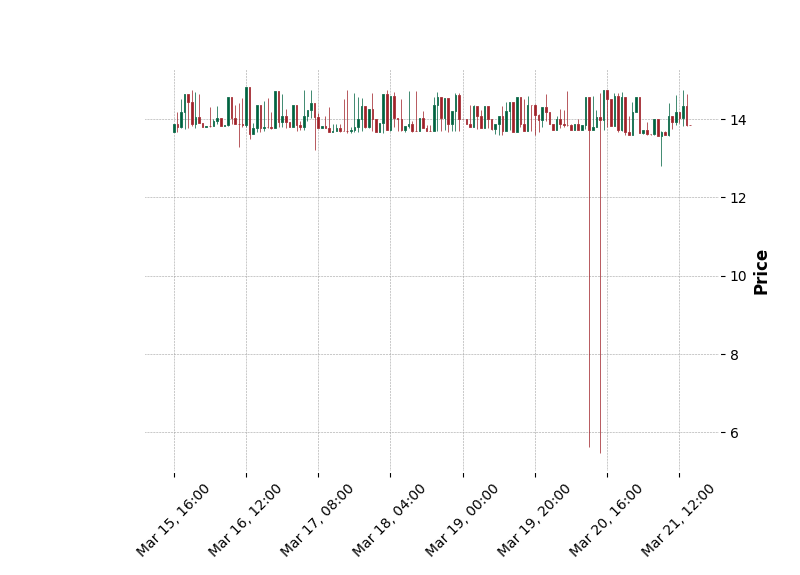 14
12
10
8
6
Price
Mar 15, 16:00
Mar 16, 12:00
Mar 17, 08:00
Mar 18, 04:00
Mar 19, 00:00
Mar 19, 20:00
Mar 20, 16:00
Mar 21, 12:00